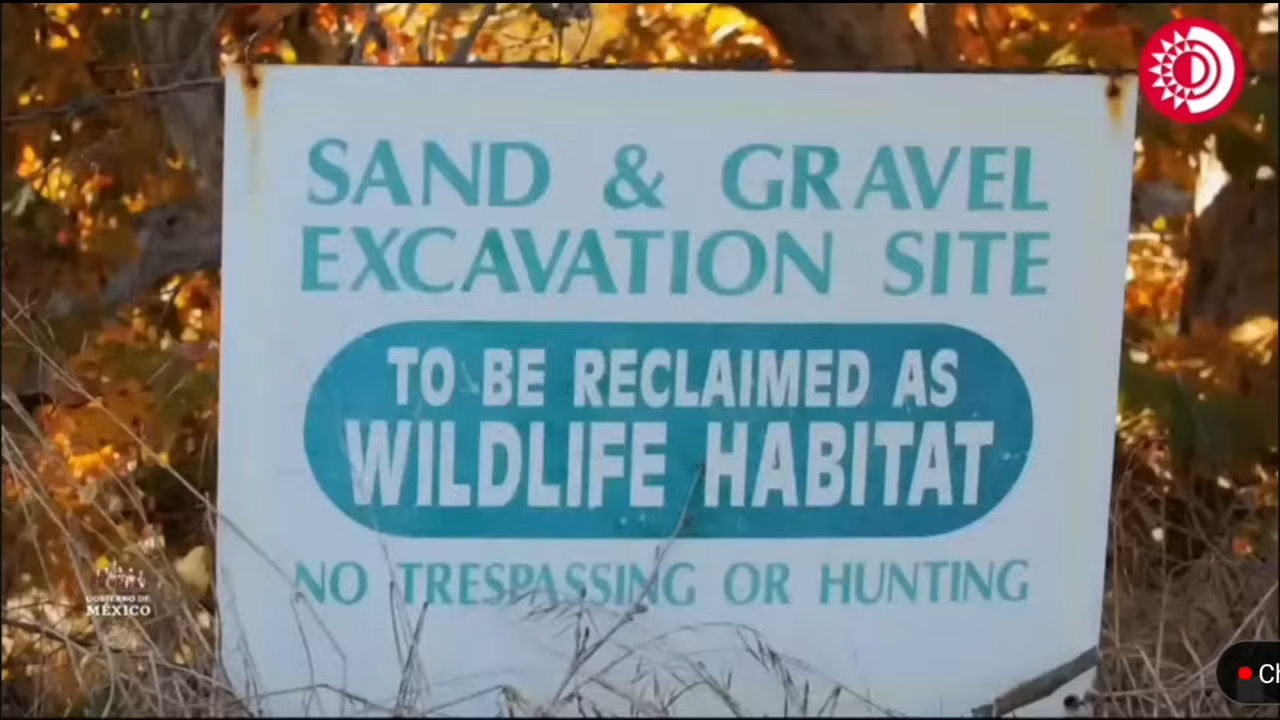 SAND & GRAVEL
EXCAVATION SITE
TO BE RECLAIMED AS
WILDLIFE HABITAT
NO TRESPASSING OR HUNTING
GOBIERNO DE
MÉXICO